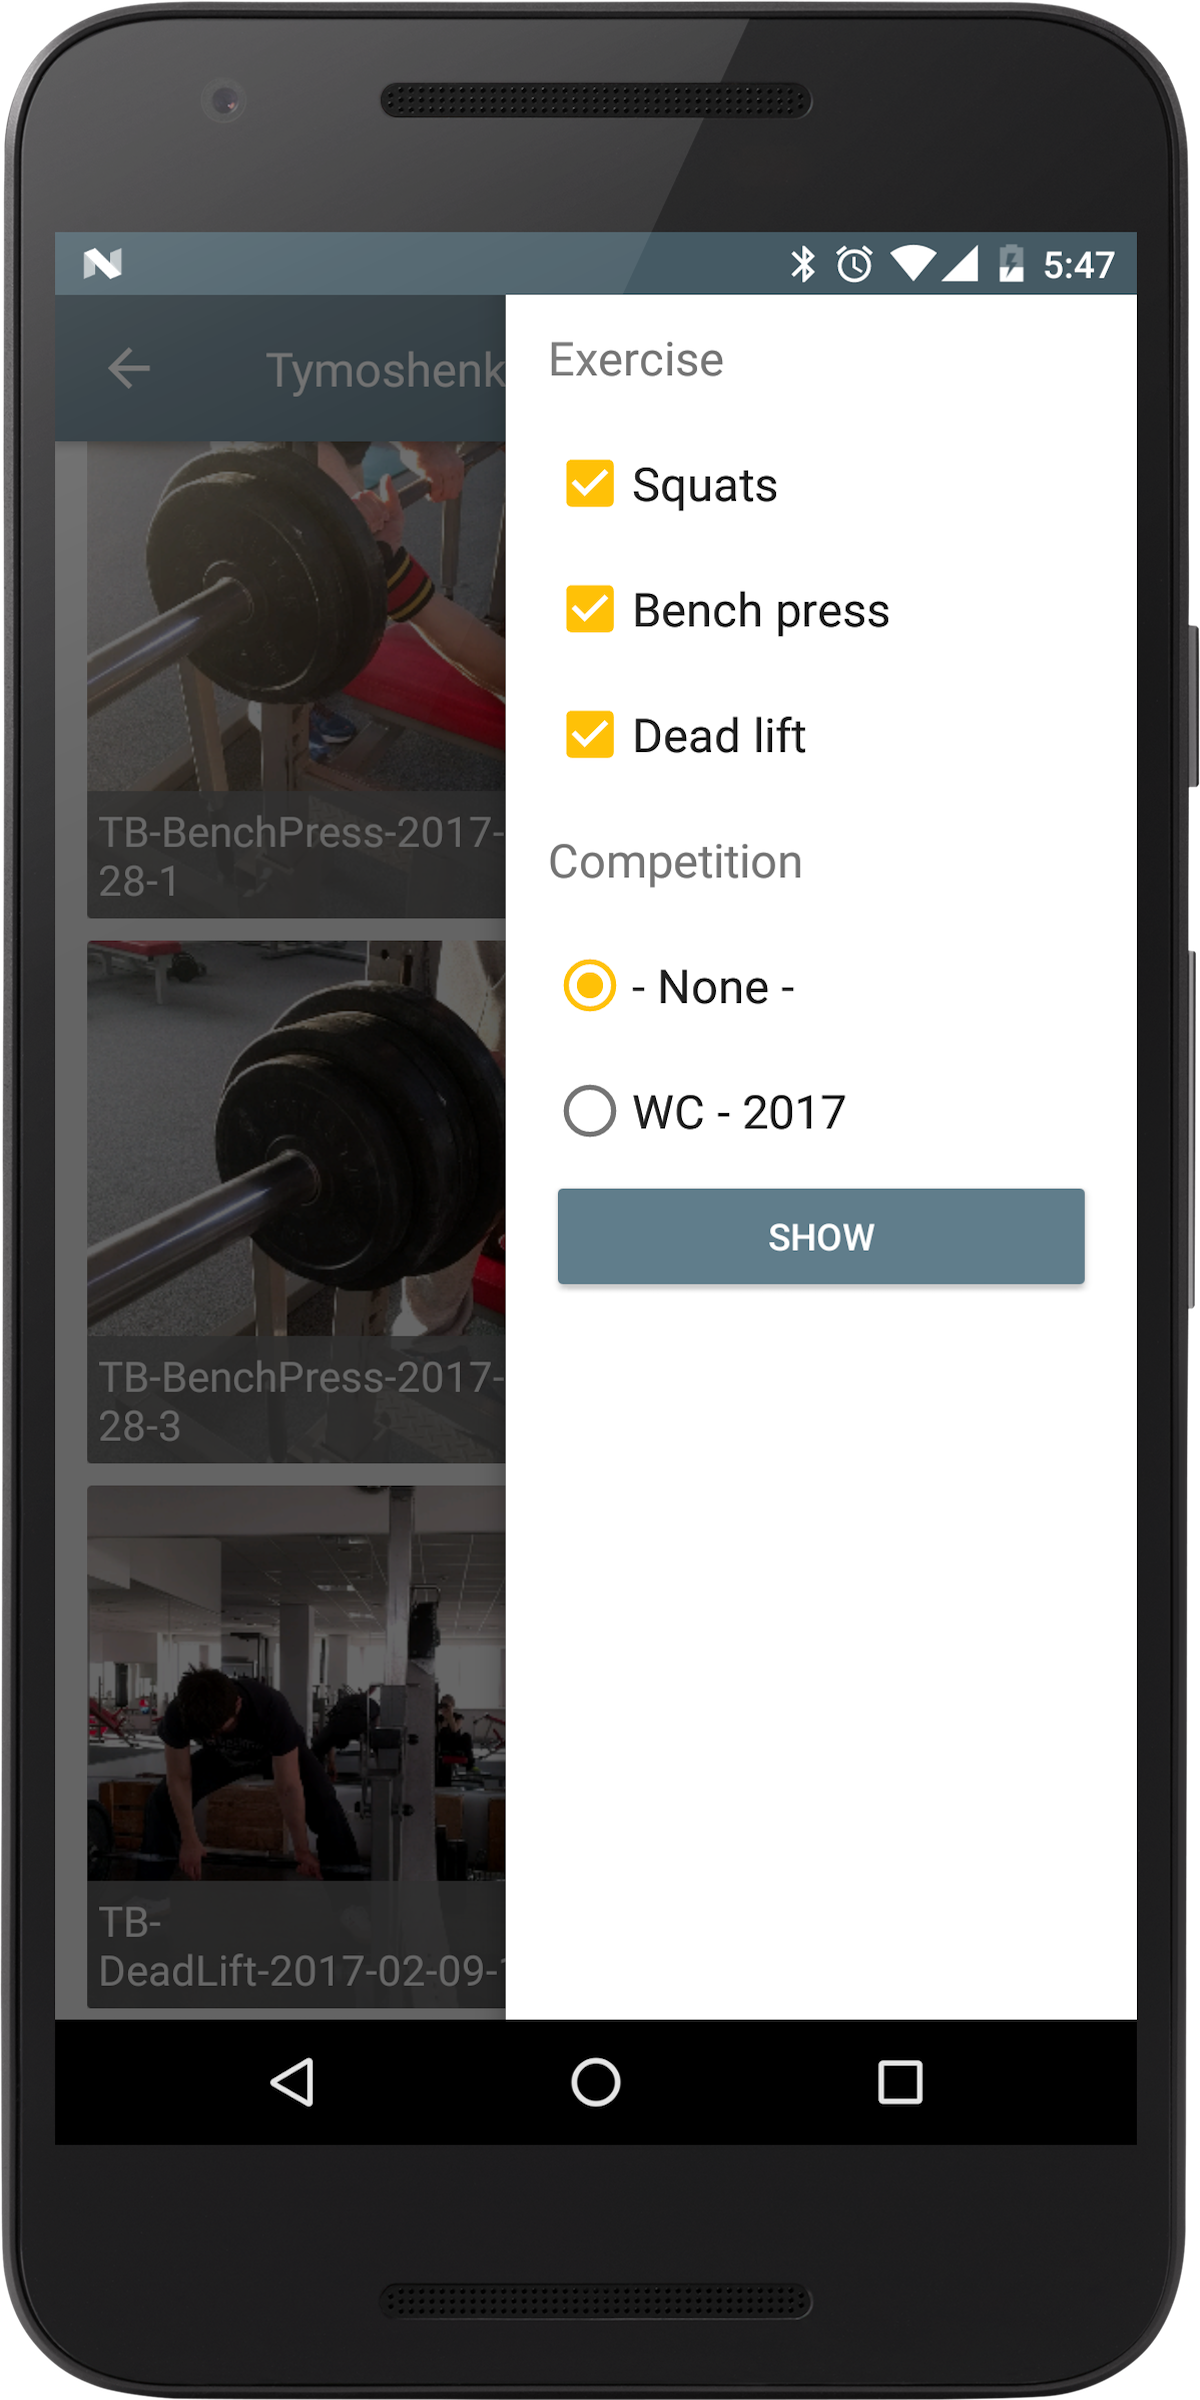 5:47
Tymoshenk
Exercise
Squats
Bench press
Dead lift
Competition
- None -
WC - 2017
SHOW
TB-BenchPress-2017-
28-1
TB-BenchPress-2017-
28-3
TB-
DeadLift-2017-02-09-